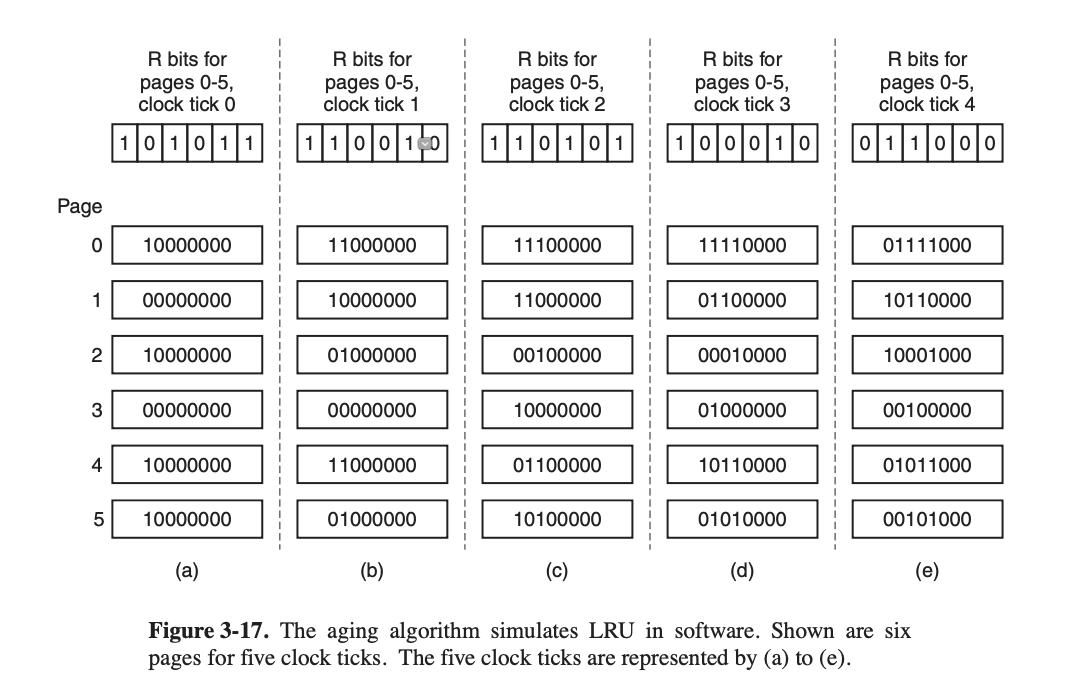 R bits for R bits for R bits for R bits for R bits for
pages 0-5, pages 0-5, pages 0-5, pages 0-5, pages 0-5,
clock tick 0 clock tick 1 clock tick 2 clock tick 3 clock tick 4
1 0 1 0 1 1 1 1 0 0 1 0 1 1 0 1 0 1 1 0 0 0 1 0 0 1 1 0 0 0
Page
0 10000000 11000000 11100000 11110000 01111000
1 00000000 10000000 11000000 01100000 10110000
2 10000000 01000000 00100000 00010000 10001000
3 00000000 00000000 10000000 01000000 00100000
4 10000000 11000000 01100000 10110000 01011000
5 10000000 01000000 10100000 01010000 00101000
(a) (b) (c) (d) (e)
Figure 3-17. The aging algorithm simulates LRU in software. Shown are six
pages for five clock ticks. The five clock ticks are represented by (a) to (e).